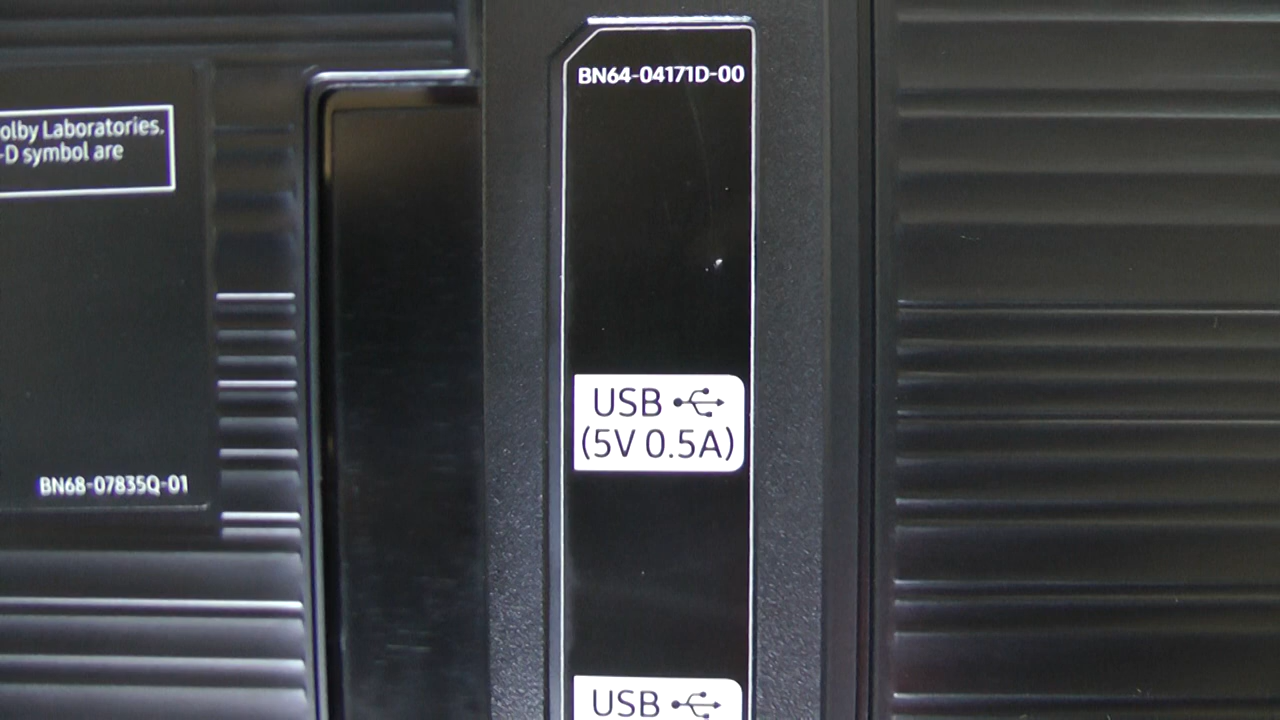 olby Laboratories.
-D symbol are
BN68-07835Q-01
BN64-04171D-00
USB
(5V 0.5A)
USB